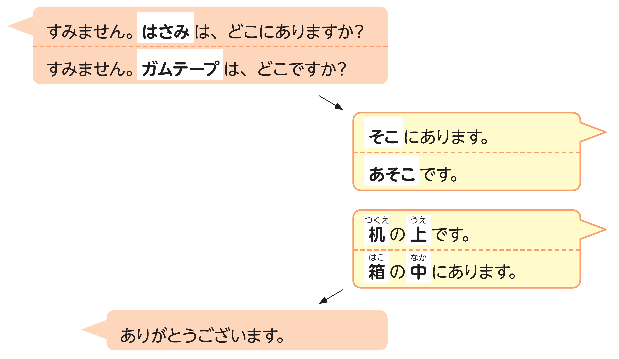 すみません。はさみは、どこにありますか？
すみません。ガムテープは、どこですか？
そこにあります。
あそこです。
つくえ うえ
机の上です。
はこ なか
箱の中にあります。
ありがとうございます。